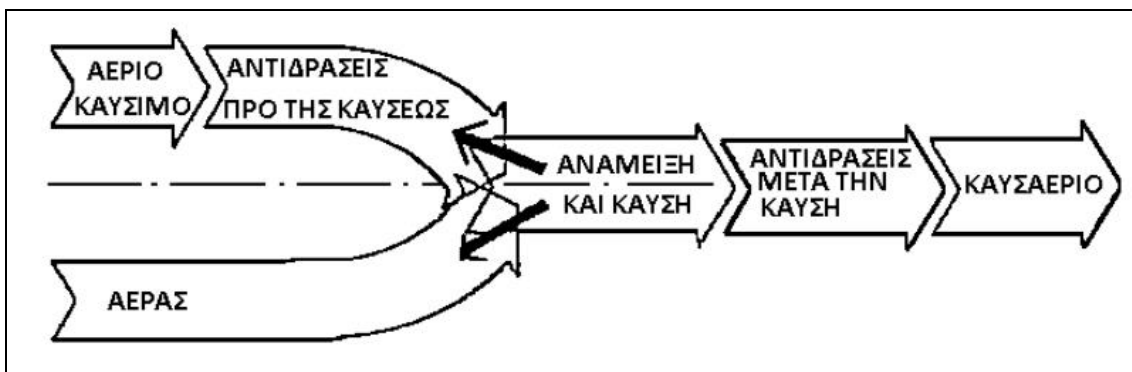 ΑΕΡΙΟ
ΚΑΥΣΙΜΟ
ΑΝΤΙΔΡΑΣΕΙΣ
ΠΡΟ ΤΗΣ ΚΑΥΣΕΩΣ
ΑΝΑΜΕΙΞΗ
ΚΑΙ ΚΑΥΣΗ
ΑΝΤΙΔΡΑΣΕΙΣ
ΜΕΤΑ ΤΗΝ
ΚΑΥΣΗ
ΚΑΥΣΑΕΡΙΟ
ΑΕΡΑΣ